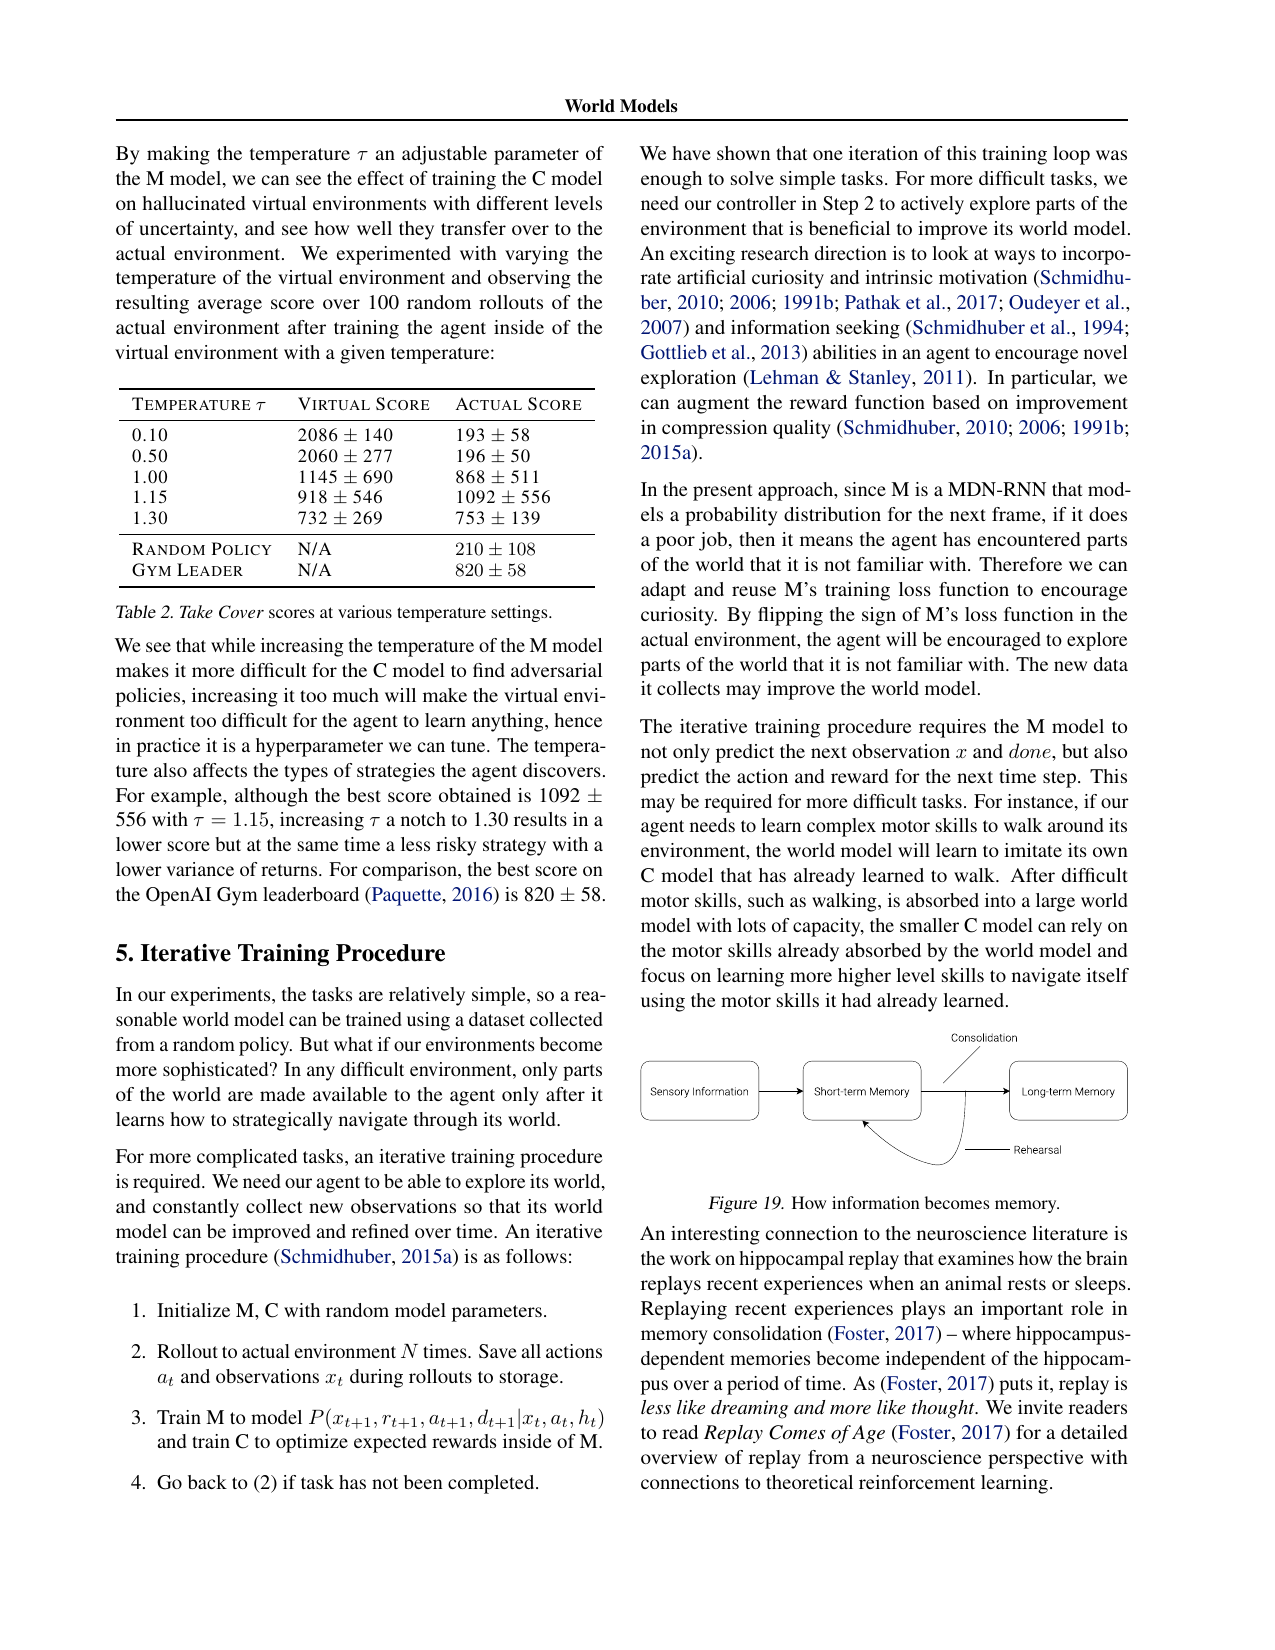 World Models
By making the temperature τ an adjustable parameter of
the M model, we can see the effect of training the C model
on hallucinated virtual environments with different levels
of uncertainty, and see how well they transfer over to the
actual environment. We experimented with varying the
temperature of the virtual environment and observing the
resulting average score over 100 random rollouts of the
actual environment after training the agent inside of the
virtual environment with a given temperature:
TEMPERATURE τ VIRTUAL SCORE ACTUAL SCORE
0.10 2086 ± 140 193 ± 58
0.50 2060 ± 277 196 ± 50
1.00 1145 ± 690 868 ± 511
1.15 918 ± 546 1092 ± 556
1.30 732 ± 269 753 ± 139
RANDOM POLICY N/A 210 ± 108
GYM LEADER N/A 820 ± 58
Table 2. Take Cover scores at various temperature settings.
We see that while increasing the temperature of the M model
makes it more difficult for the C model to find adversarial
policies, increasing it too much will make the virtual envi-
ronment too difficult for the agent to learn anything, hence
in practice it is a hyperparameter we can tune. The tempera-
ture also affects the types of strategies the agent discovers.
For example, although the best score obtained is 1092 ±
556 with τ = 1.15, increasing τ a notch to 1.30 results in a
lower score but at the same time a less risky strategy with a
lower variance of returns. For comparison, the best score on
the OpenAI Gym leaderboard (Paquette, 2016) is 820 ± 58.
5. Iterative Training Procedure
In our experiments, the tasks are relatively simple, so a rea-
sonable world model can be trained using a dataset collected
from a random policy. But what if our environments become
more sophisticated? In any difficult environment, only parts
of the world are made available to the agent only after it
learns how to strategically navigate through its world.
For more complicated tasks, an iterative training procedure
is required. We need our agent to be able to explore its world,
and constantly collect new observations so that its world
model can be improved and refined over time. An iterative
training procedure (Schmidhuber, 2015a) is as follows:
1. Initialize M, C with random model parameters.
2. Rollout to actual environment N times. Save all actions
a_t and observations x_t during rollouts to storage.
3. Train M to model P(x_{t+1}, r_{t+1}, a_{t+1}, d_{t+1}|x_t, a_t, h_t)
and train C to optimize expected rewards inside of M.
4. Go back to (2) if task has not been completed.
We have shown that one iteration of this training loop was
enough to solve simple tasks. For more difficult tasks, we
need our controller in Step 2 to actively explore parts of the
environment that is beneficial to improve its world model.
An exciting research direction is to look at ways to incorpo-
rate artificial curiosity and intrinsic motivation (Schmidhu-
ber, 2010; 2006; 1991b; Pathak et al., 2017; Oudeyer et al.,
2007) and information seeking (Schmidhuber et al., 1994;
Gottlieb et al., 2013) abilities in an agent to encourage novel
exploration (Lehman & Stanley, 2011). In particular, we
can augment the reward function based on improvement
in compression quality (Schmidhuber, 2010; 2006; 1991b;
2015a).
In the present approach, since M is a MDN-RNN that mod-
els a probability distribution for the next frame, if it does
a poor job, then it means the agent has encountered parts
of the world that it is not familiar with. Therefore we can
adapt and reuse M's training loss function to encourage
curiosity. By flipping the sign of M's loss function in the
actual environment, the agent will be encouraged to explore
parts of the world that it is not familiar with. The new data
it collects may improve the world model.
The iterative training procedure requires the M model to
not only predict the next observation x and done, but also
predict the action and reward for the next time step. This
may be required for more difficult tasks. For instance, if our
agent needs to learn complex motor skills to walk around its
environment, the world model will learn to imitate its own
C model that has already learned to walk. After difficult
motor skills, such as walking, is absorbed into a large world
model with lots of capacity, the smaller C model can rely on
the motor skills already absorbed by the world model and
focus on learning more higher level skills to navigate itself
using the motor skills it had already learned.
Consolidation
Sensory Information Short-term Memory Long-term Memory
Rehearsal
Figure 19. How information becomes memory.
An interesting connection to the neuroscience literature is
the work on hippocampal replay that examines how the brain
replays recent experiences when an animal rests or sleeps.
Replaying recent experiences plays an important role in
memory consolidation (Foster, 2017) – where hippocampus-
dependent memories become independent of the hippocam-
pus over a period of time. As (Foster, 2017) puts it, replay is
less like dreaming and more like thought. We invite readers
to read Replay Comes of Age (Foster, 2017) for a detailed
overview of replay from a neuroscience perspective with
connections to theoretical reinforcement learning.